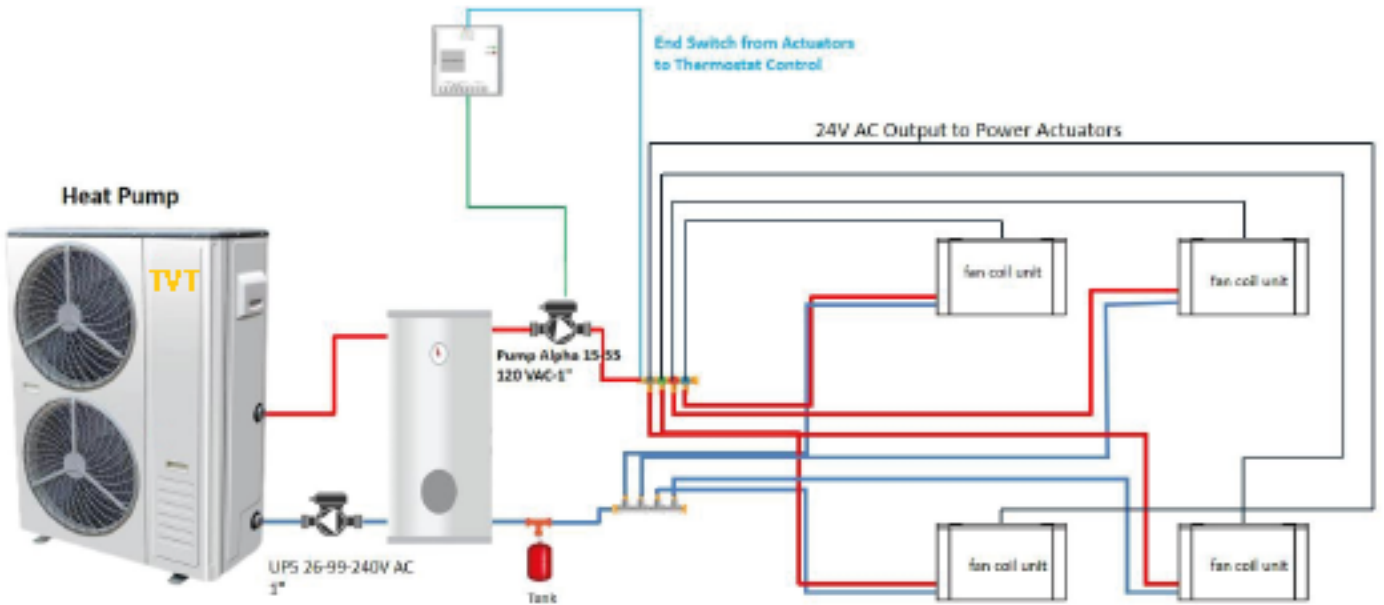 End Switch from Actuators
to Thermostat Control
24V AC Output to Power Actuators
Heat Pump
TVT
fan coil unit
fan coil unit
Pump Alpha 15-55
120 VAC-1"
UPS 26-99-240V AC
1"
Tank
fan coil unit
fan coil unit